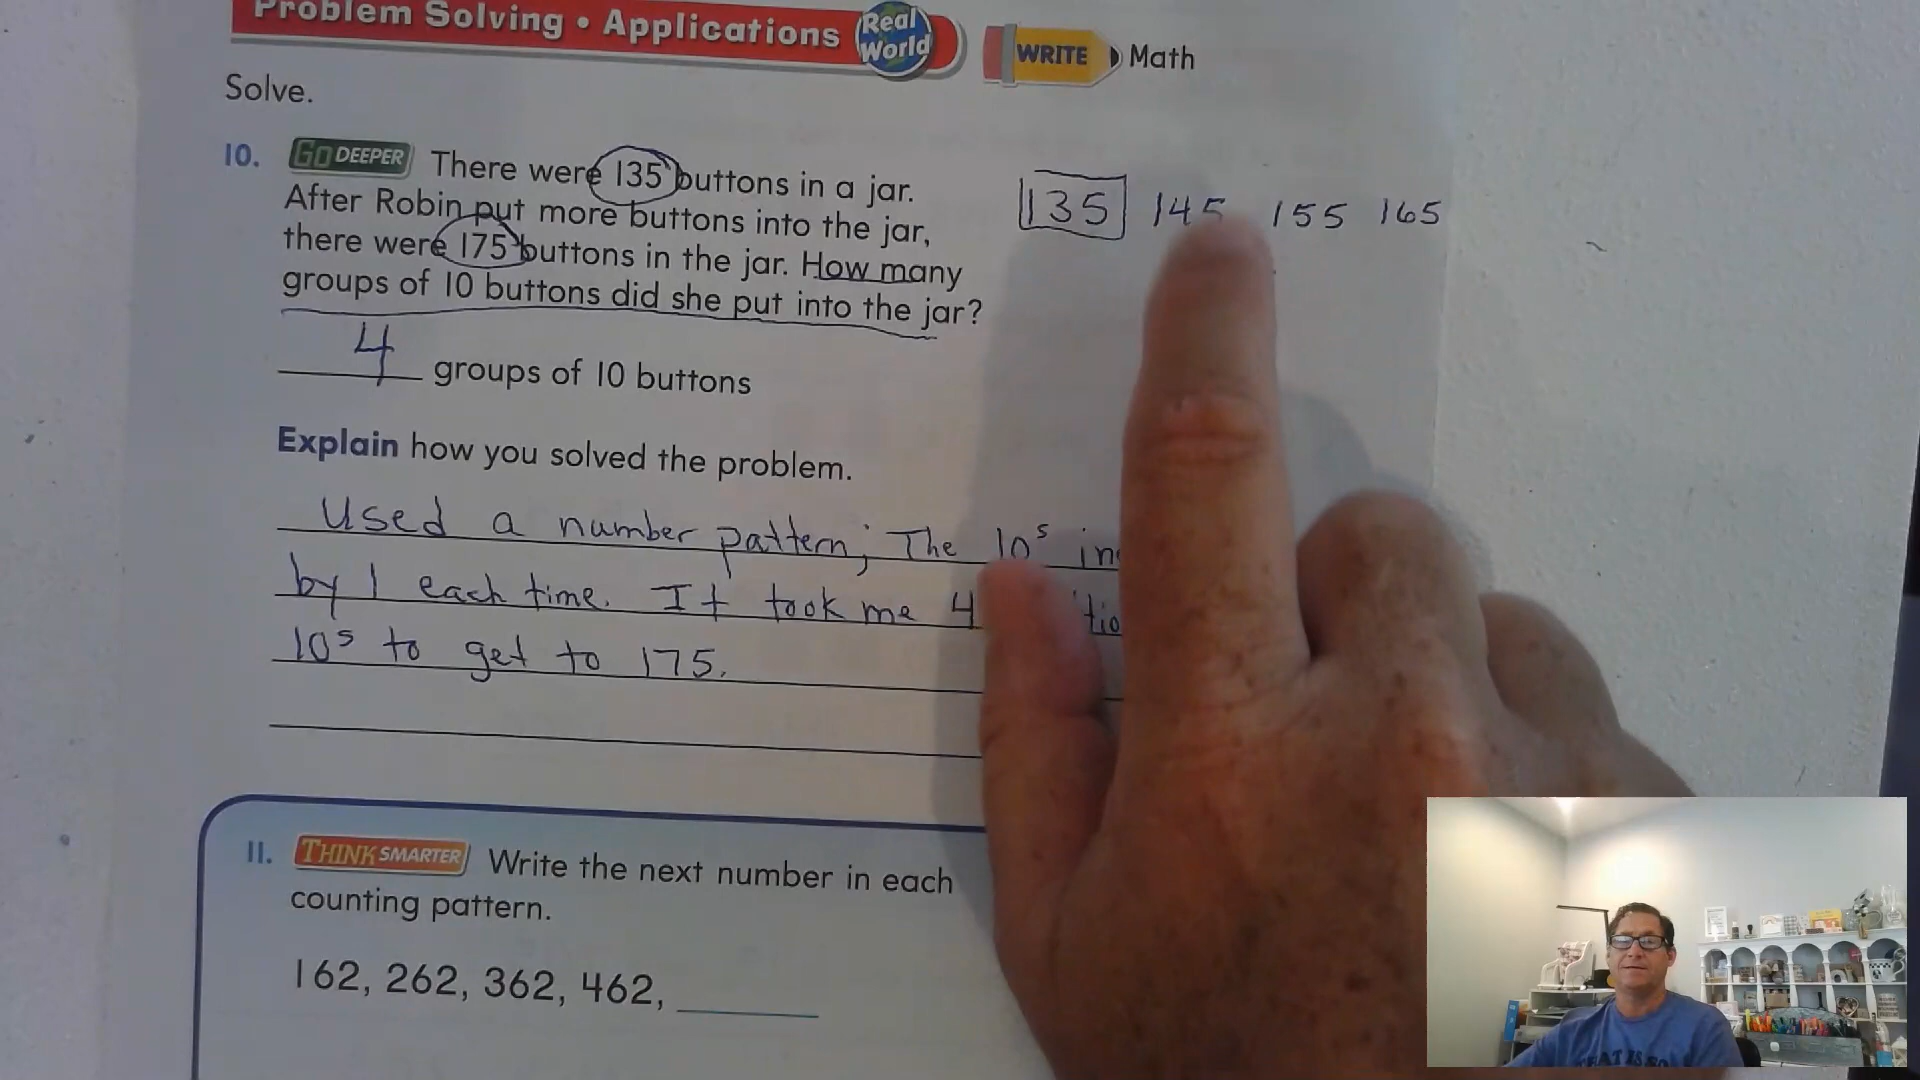 Problem Solving • Applications Real World WRITE Math
Solve.
10. GO DEEPER There were 135 buttons in a jar.
After Robin put more buttons into the jar,
there were 175 buttons in the jar. How many
groups of 10 buttons did she put into the jar?
135 145 155 165
4 groups of 10 buttons
Explain how you solved the problem.
Used a number pattern; The 10s
by 1 each time. It took me 4
10s to get to 175.
11. THINK SMARTER Write the next number in each
counting pattern.
162, 262, 362, 462,